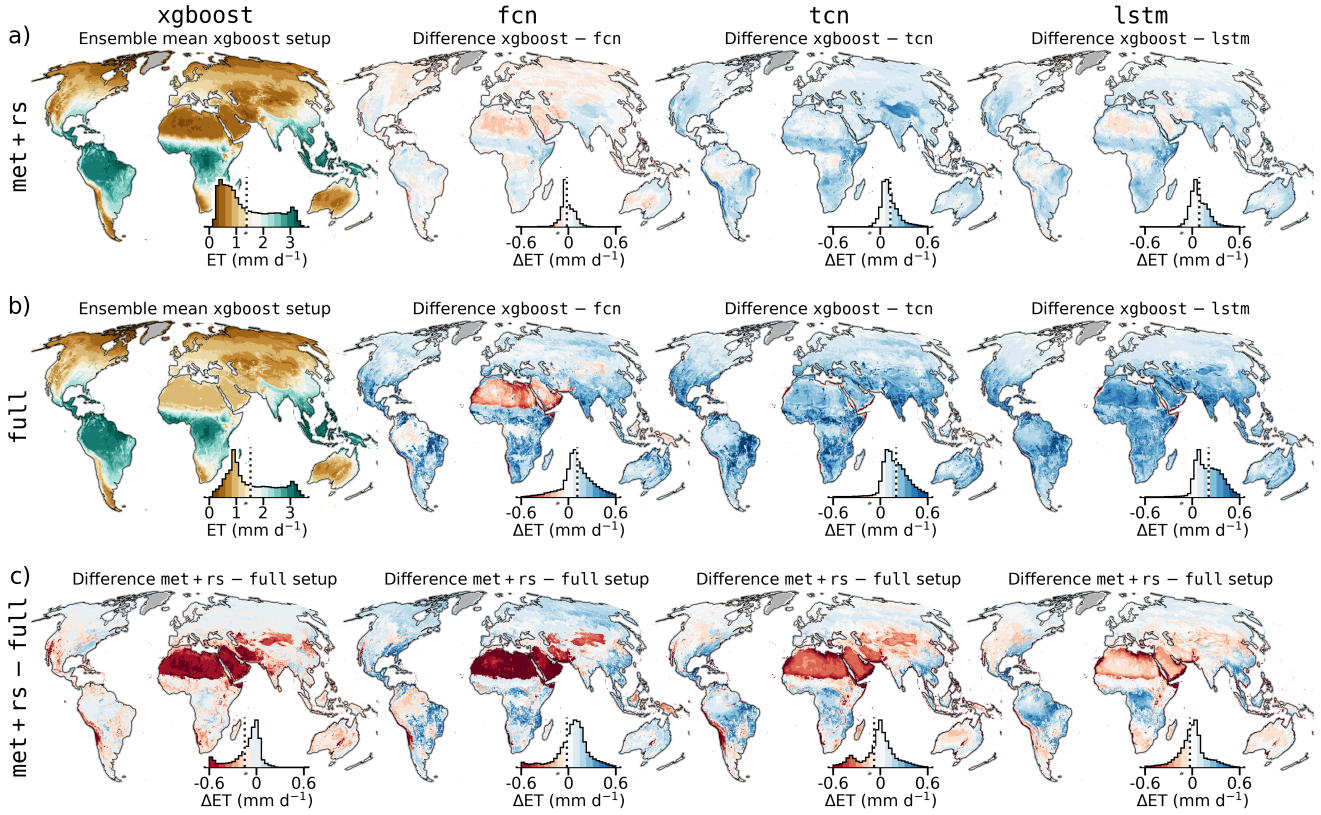 xgboost fcn tcn lstm
a) met+rs
Ensemble mean xgboost setup
Difference xgboost − fcn
Difference xgboost − tcn
Difference xgboost − lstm
0 1 2 3
ET (mm d⁻¹)
-0.6 0 0.6
ΔET (mm d⁻¹)
-0.6 0 0.6
ΔET (mm d⁻¹)
-0.6 0 0.6
ΔET (mm d⁻¹)
b) full
Ensemble mean xgboost setup
Difference xgboost − fcn
Difference xgboost − tcn
Difference xgboost − lstm
0 1 2 3
ET (mm d⁻¹)
-0.6 0 0.6
ΔET (mm d⁻¹)
-0.6 0 0.6
ΔET (mm d⁻¹)
-0.6 0 0.6
ΔET (mm d⁻¹)
c) met+rs − full
Difference met+rs − full setup
Difference met+rs − full setup
Difference met+rs − full setup
Difference met+rs − full setup
-0.6 0 0.6
ΔET (mm d⁻¹)
-0.6 0 0.6
ΔET (mm d⁻¹)
-0.6 0 0.6
ΔET (mm d⁻¹)
-0.6 0 0.6
ΔET (mm d⁻¹)